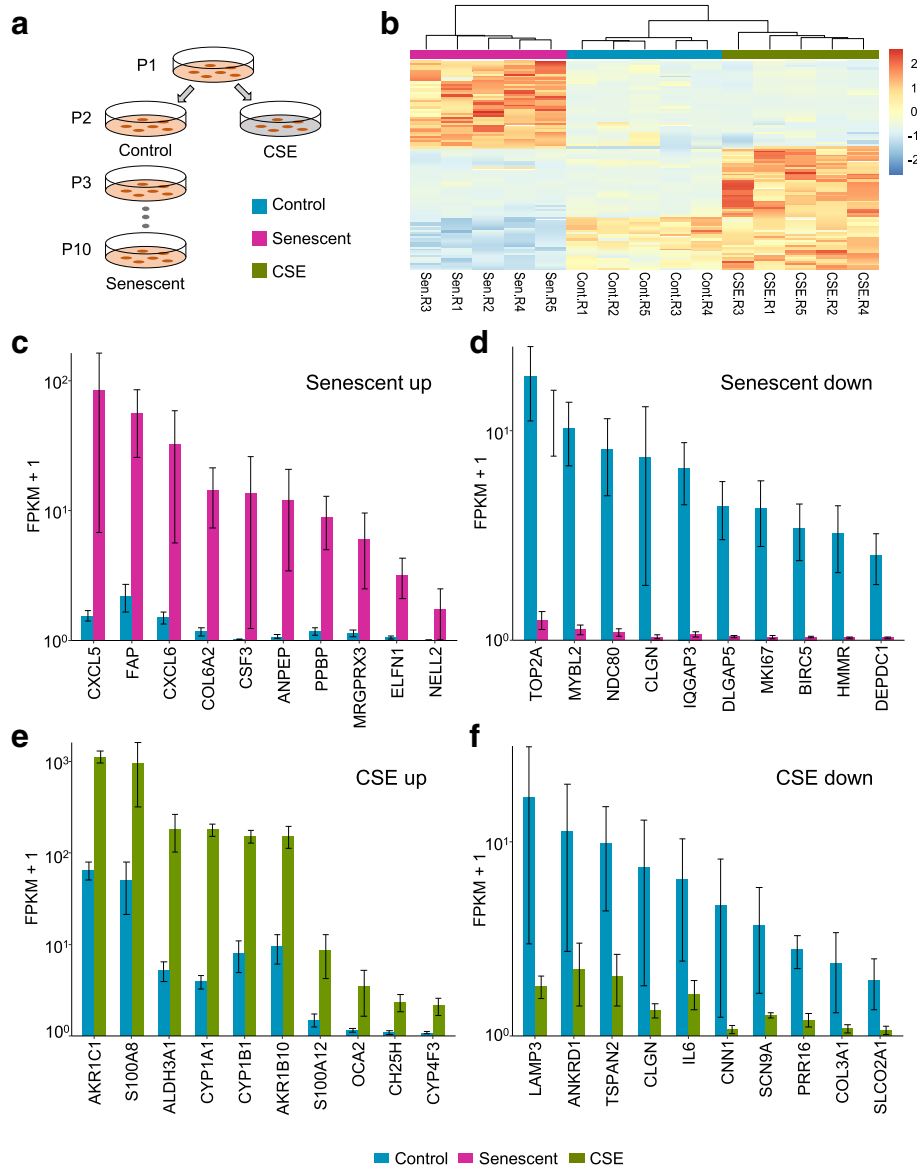 a
P1
P2
Control
CSE
P3
P10
Senescent
Control
Senescent
CSE
b
2
1
0
-1
-2
Sen.R3
Sen.R1
Sen.R2
Sen.R4
Sen.R5
Cont.R1
Cont.R2
Cont.R5
Cont.R3
Cont.R4
CSE.R3
CSE.R1
CSE.R5
CSE.R2
CSE.R4
c
Senescent up
FPKM + 1
10²
10¹
10⁰
CXCL5
FAP
CXCL6
COL6A2
CSF3
ANPEP
PPBP
MRGPRX3
ELFN1
NELL2
d
Senescent down
FPKM + 1
10¹
10⁰
TOP2A
MYBL2
NDC80
CLGN
IQGAP3
DLGAP5
MKI67
BIRC5
HMMR
DEPDC1
e
CSE up
FPKM + 1
10³
10²
10¹
10⁰
AKR1C1
S100A8
ALDH3A1
CYP1A1
CYP1B1
AKR1B10
S100A12
OCA2
CH25H
CYP4F3
f
CSE down
FPKM + 1
10¹
10⁰
LAMP3
ANKRD1
TSPAN2
CLGN
IL6
CNN1
SCN9A
PRR16
COL3A1
SLCO2A1
Control Senescent CSE